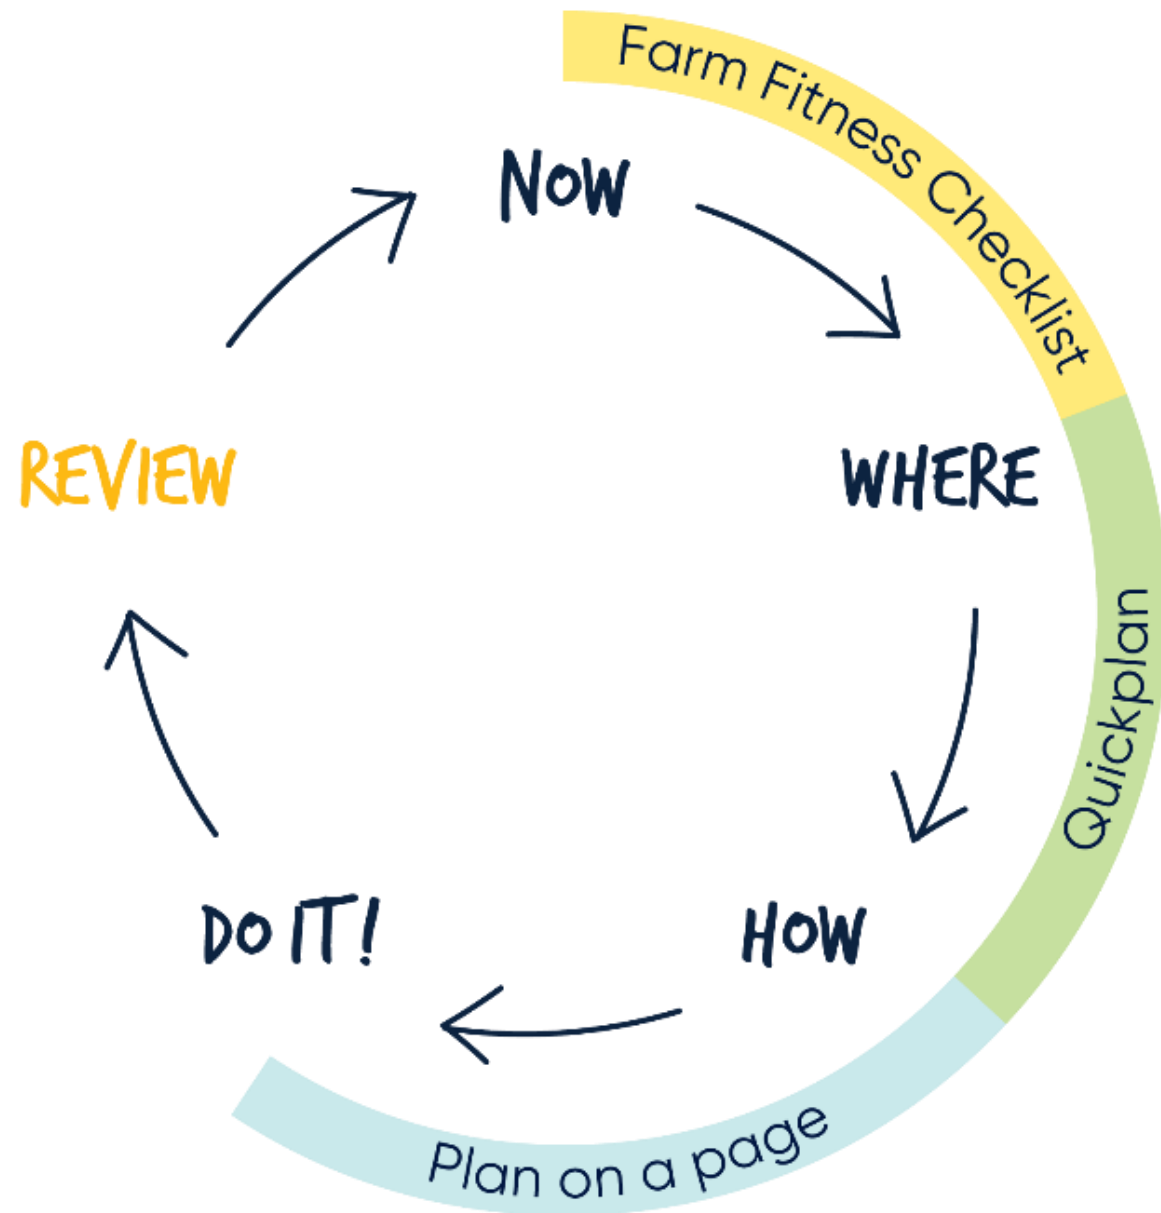 Farm Fitness Checklist
NOW
WHERE
REVIEW
Quickplan
DO IT!
HOW
Plan on a page